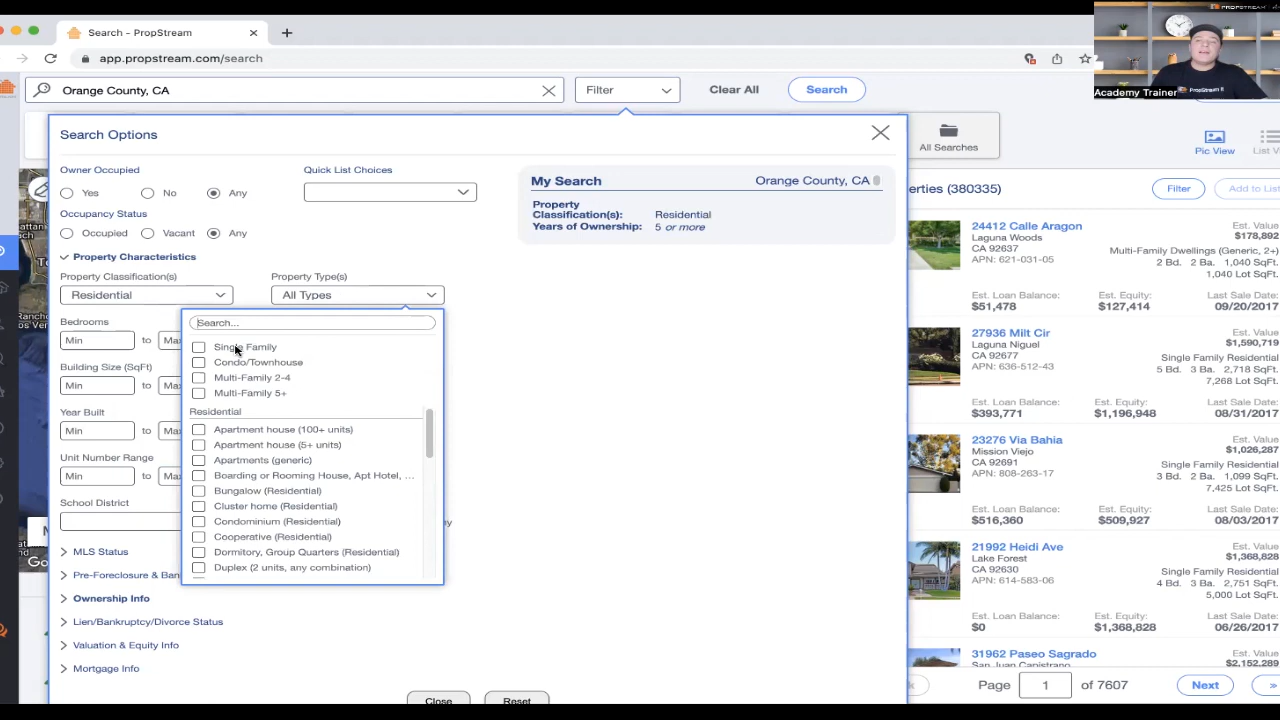 Search - PropStream
app.propstream.com/search
Academy Trainer
PROPSTREAM
Orange County, CA
Filter
Clear All
Search
Search Options
All Searches
Pic View
List V
Owner Occupied
Yes
No
Any
Quick List Choices
Occupancy Status
Occupied
Vacant
Any
Property Characteristics
Property Classification(s)
Residential
Property Type(s)
All Types
Bedrooms
Min
to
Max
Building Size (SqFt)
Min
to
Max
Year Built
Min
to
Max
Unit Number Range
Min
to
Max
School District
ny
Search...
Single Family
Condo/Townhouse
Multi-Family 2-4
Multi-Family 5+
Residential
Apartment house (100+ units)
Apartment house (5+ units)
Apartments (generic)
Boarding or Rooming House, Apt Hotel, ...
Bungalow (Residential)
Cluster home (Residential)
Condominium (Residential)
Cooperative (Residential)
Dormitory, Group Quarters (Residential)
Duplex (2 units, any combination)
MLS Status
Pre-Foreclosure & Ban
Ownership Info
Lien/Bankruptcy/Divorce Status
Valuation & Equity Info
Mortgage Info
Close
Reset
My Search
Orange County, CA
Property
Classification(s):
Residential
Years of Ownership:
5 or more
erties (380335)
Filter
Add to List
24412 Calle Aragon
Laguna Woods
CA 92637
APN: 621-031-05
Est. Value
$178,892
Multi-Family Dwellings (Generic, 2+)
2 Bd. 2 Ba. 1,040 SqFt.
1,040 Lot SqFt.
Est. Loan Balance:
$51,478
Est. Equity:
$127,414
Last Sale Date:
09/20/2017
27936 Milt Cir
Laguna Niguel
CA 92677
APN: 636-512-43
Est. Value
$1,590,719
Single Family Residential
5 Bd. 3 Ba. 2,718 SqFt.
7,268 Lot SqFt.
Est. Loan Balance:
$393,771
Est. Equity:
$1,196,948
Last Sale Date:
08/31/2017
23276 Via Bahia
Mission Viejo
CA 92691
APN: 808-263-17
Est. Value
$1,026,287
Single Family Residential
3 Bd. 2 Ba. 1,099 SqFt.
7,425 Lot SqFt.
Est. Loan Balance:
$516,360
Est. Equity:
$509,927
Last Sale Date:
08/03/2017
21992 Heidi Ave
Lake Forest
CA 92630
APN: 614-583-06
Est. Value
$1,368,828
Single Family Residential
4 Bd. 3 Ba. 2,751 SqFt.
5,000 Lot SqFt.
Est. Loan Balance:
$0
Est. Equity:
$1,368,828
Last Sale Date:
06/26/2017
31962 Paseo Sagrado
San Juan Capistrano
Est. Value
$2,152,289
Page
1
of 7607
Next